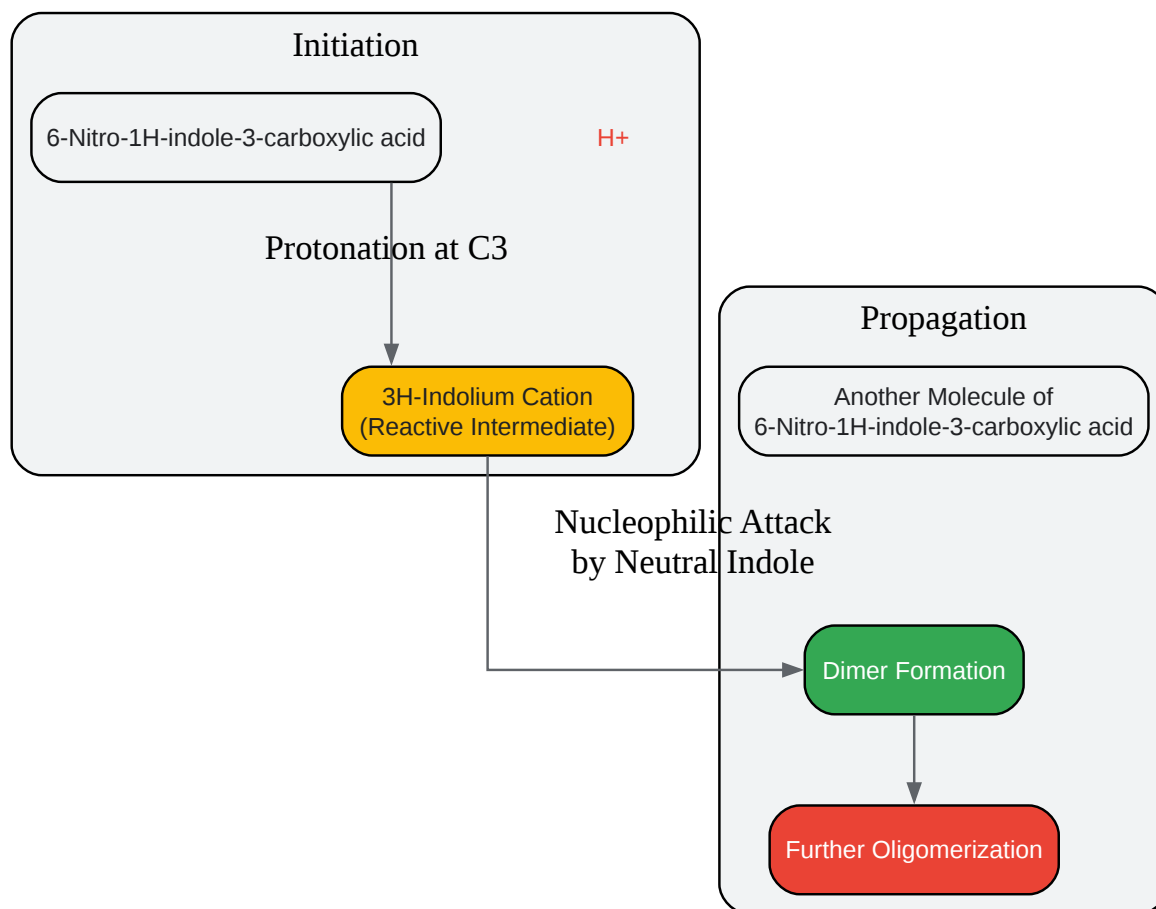 Initiation
6-Nitro-1H-indole-3-carboxylic acid
H+
Protonation at C3
3H-Indolium Cation
(Reactive Intermediate)
Propagation
Another Molecule of
6-Nitro-1H-indole-3-carboxylic acid
Nucleophilic Attack
by Neutral Indole
Dimer Formation
Further Oligomerization